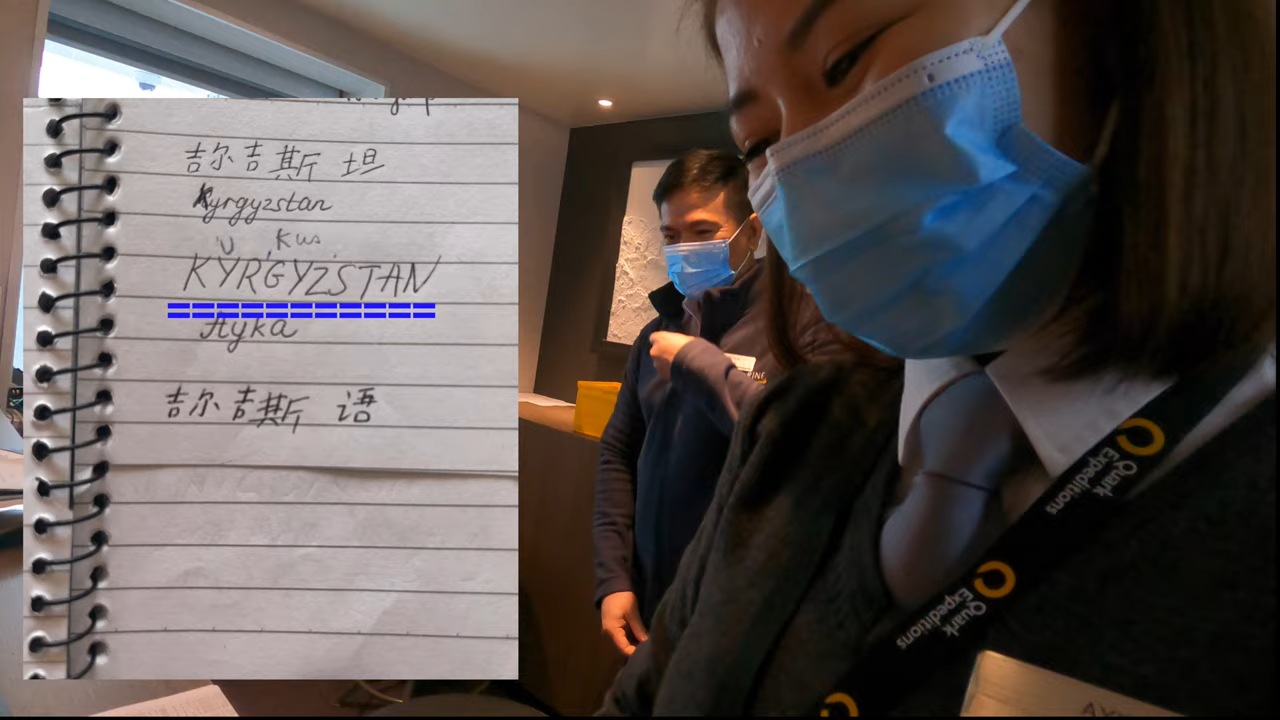 吉尔吉斯 坦
Kyrgyzstan
U Kus
KYRGYZSTAN
Ayka
吉尔吉斯 语
Quark
Expeditions
Quark
Expeditions